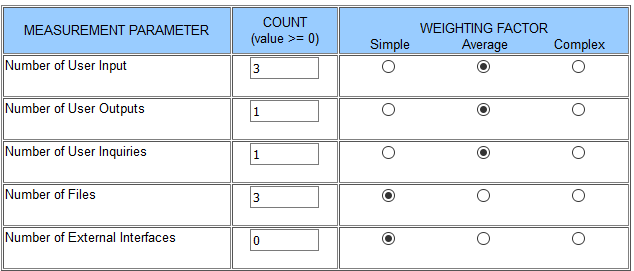 MEASUREMENT PARAMETER
COUNT
(value >= 0)
WEIGHTING FACTOR
Simple Average Complex
Number of User Input 3
Number of User Outputs 1
Number of User Inquiries 1
Number of Files 3
Number of External Interfaces 0